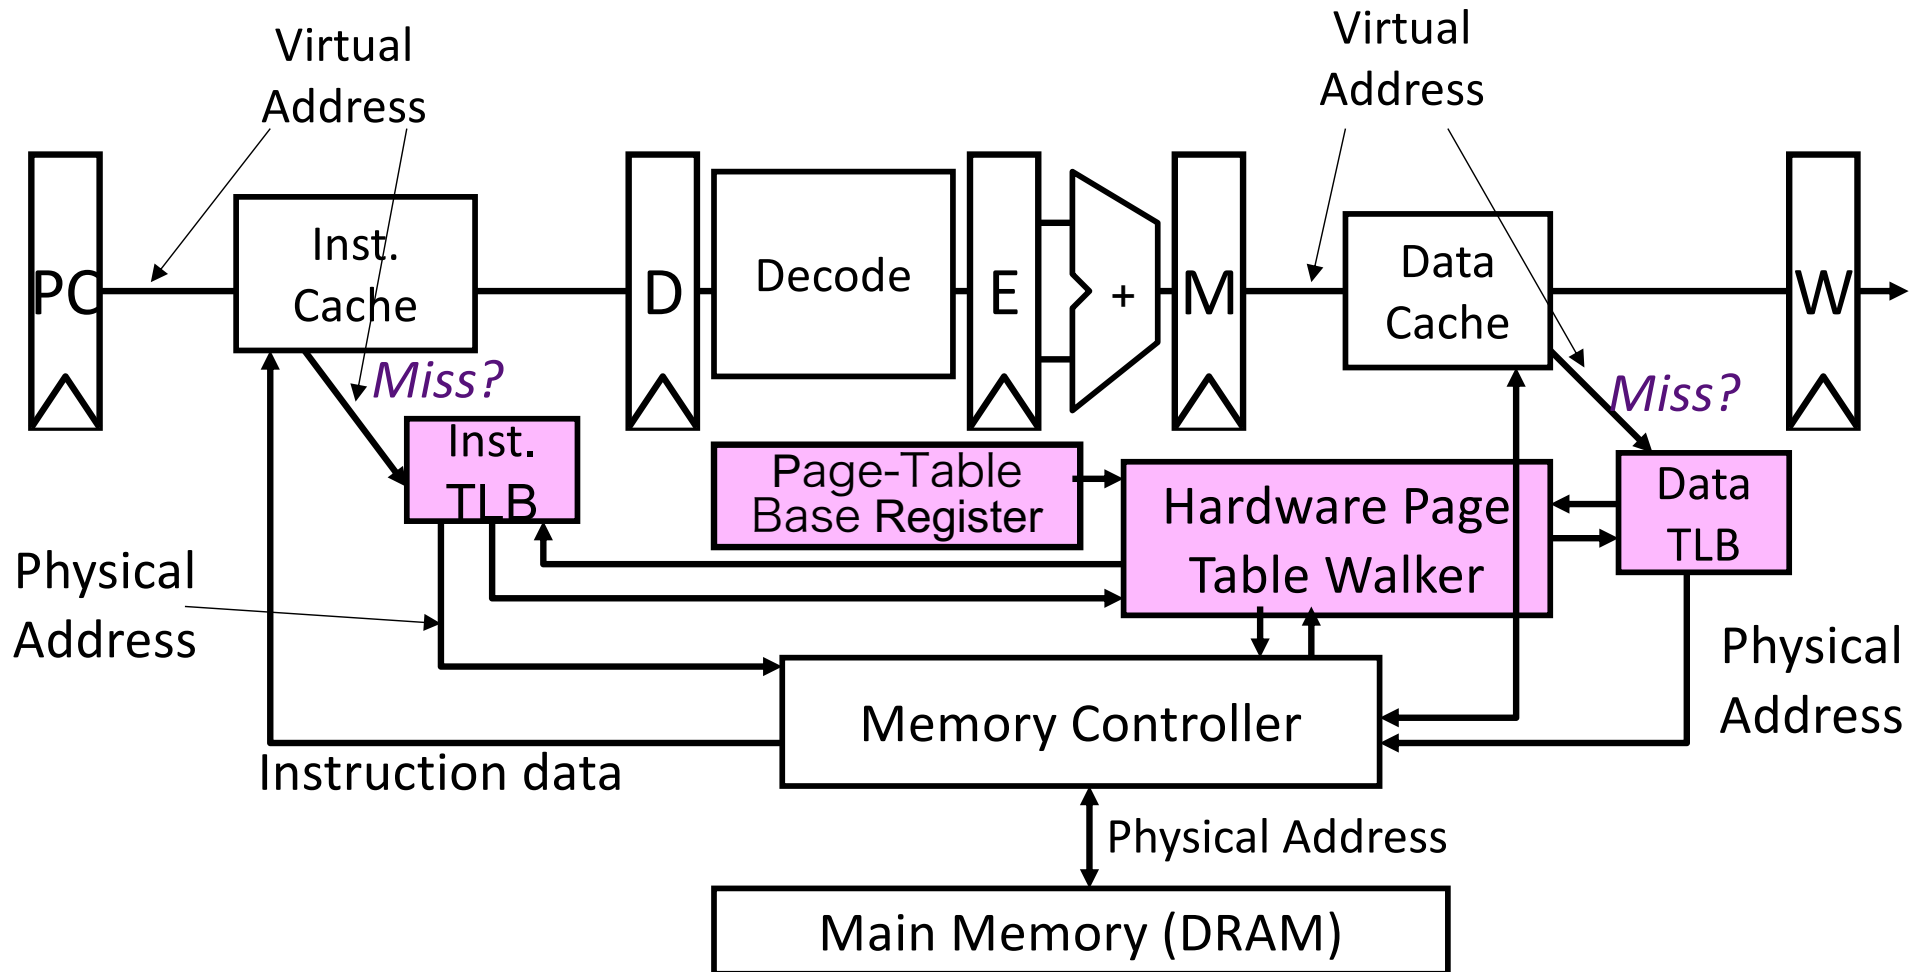 Virtual
Address
Virtual
Address
PC
Inst.
Cache
D
Decode
E
+
M
Data
Cache
W
Miss?
Miss?
Inst.
TLB
Page-Table
Base Register
Hardware Page
Table Walker
Data
TLB
Physical
Address
Physical
Address
Memory Controller
Instruction data
Physical Address
Main Memory (DRAM)